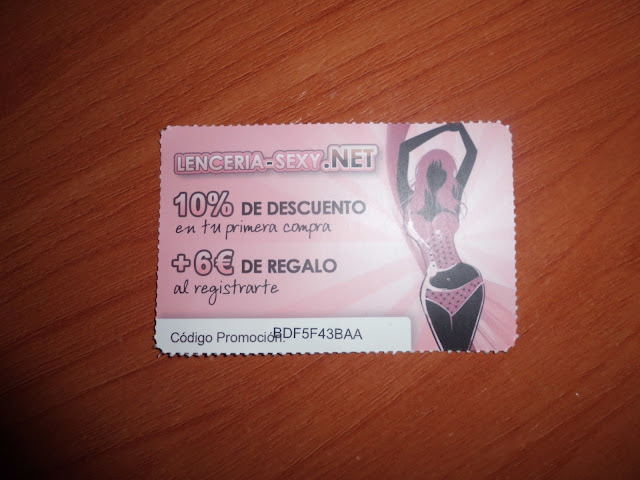 LENCERIA-SEXY.NET
10% DE DESCUENTO
en tu primera compra
+6€ DE REGALO
al registrarte
Código Promoción: BDF5F43BAA